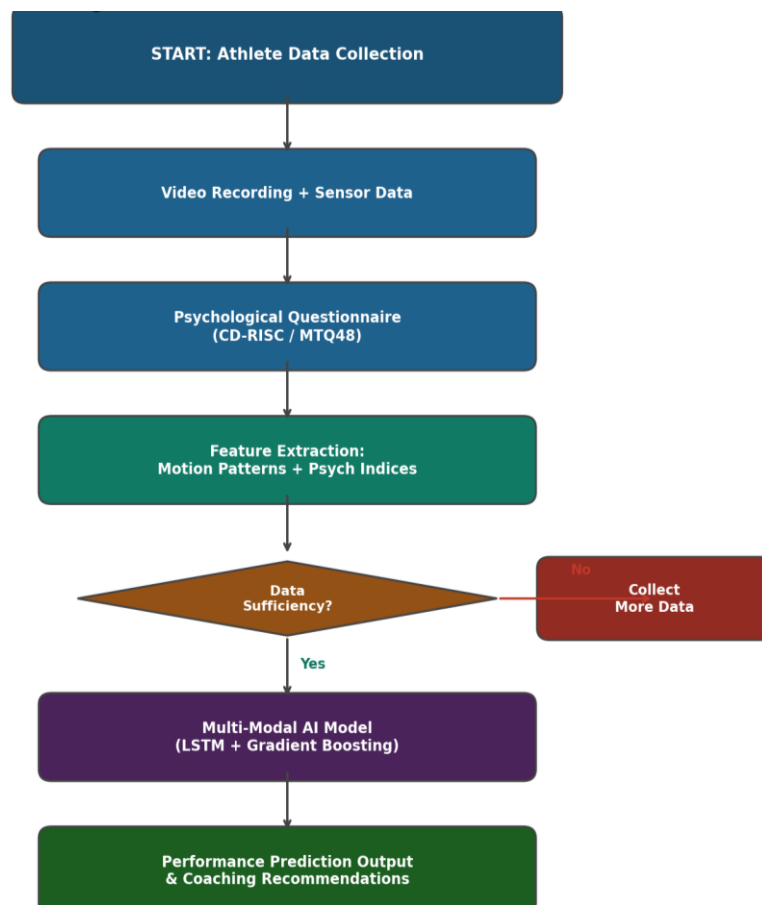 START: Athlete Data Collection
Video Recording + Sensor Data
Psychological Questionnaire
(CD-RISC / MTQ48)
Feature Extraction:
Motion Patterns + Psych Indices
Data
Sufficiency?
No
Collect
More Data
Yes
Multi-Modal AI Model
(LSTM + Gradient Boosting)
Performance Prediction Output
& Coaching Recommendations